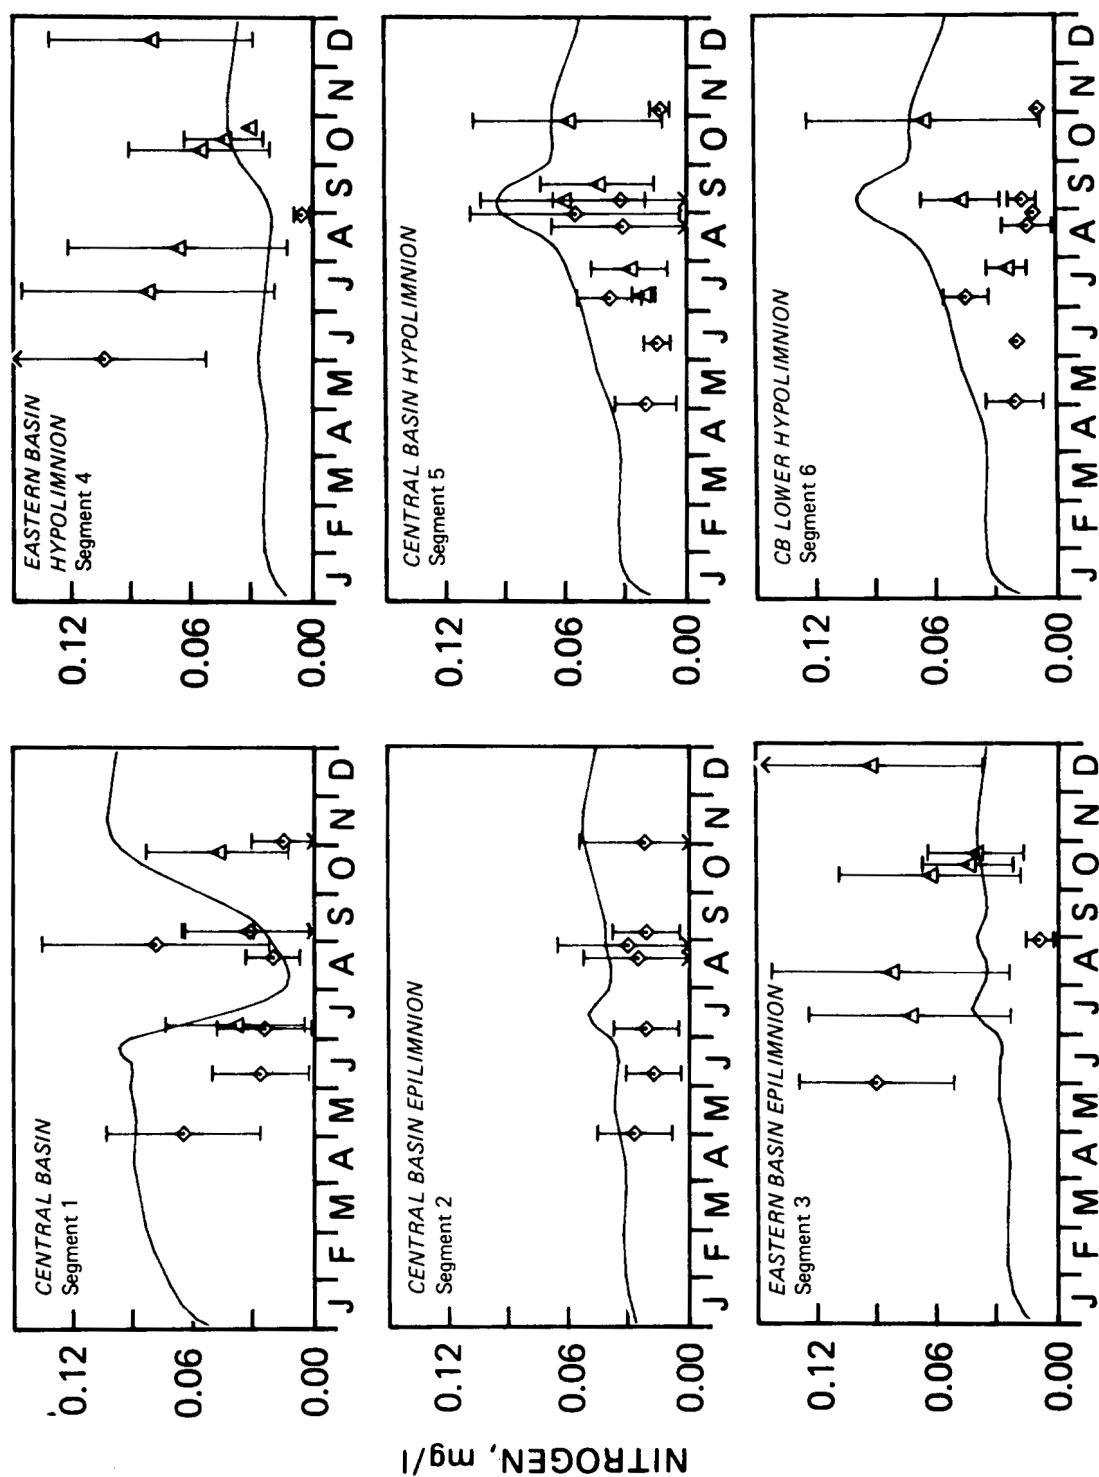 NITROGEN, mg/l
CENTRAL BASIN
Segment 1
0.12
0.06
0.00
J F M A M J J A S O N D
EASTERN BASIN
HYPOLIMNION
Segment 4
0.12
0.06
0.00
J F M A M J J A S O N D
CENTRAL BASIN EPILIMNION
Segment 2
0.12
0.06
0.00
J F M A M J J A S O N D
CENTRAL BASIN HYPOLIMNION
Segment 5
0.12
0.06
0.00
J F M A M J J A S O N D
EASTERN BASIN EPILIMNION
Segment 3
0.12
0.06
0.00
J F M A M J J A S O N D
CB LOWER HYPOLIMNION
Segment 6
0.12
0.06
0.00
J F M A M J J A S O N D